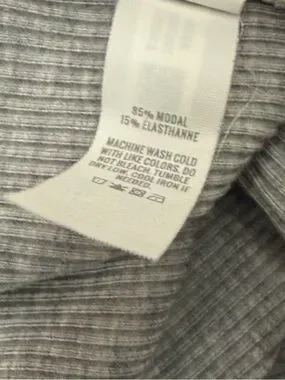 85% MODAL
15% ÉLASTHANNE
MACHINE WASH COLD
WITH LIKE COLORS. DO
NOT BLEACH. TUMBLE
DRY LOW. COOL IRON IF
NEEDED.